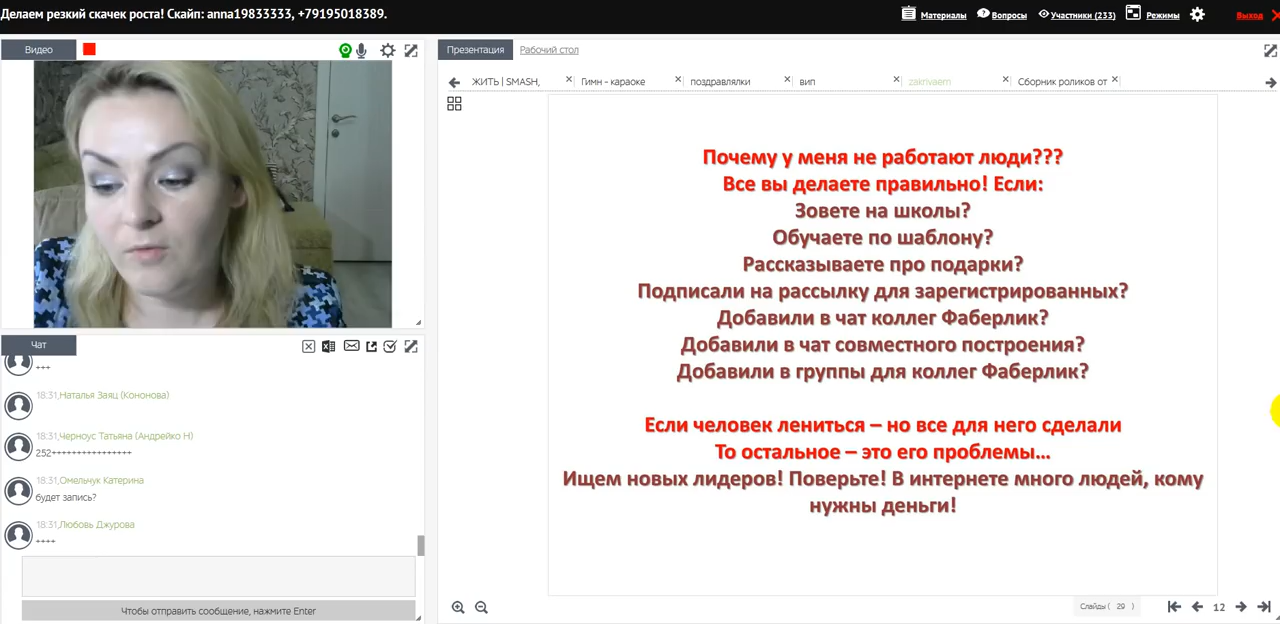 Делаем резкий скачек роста! Скайп: anna19833333, +79195018389.
Материалы
Вопросы
Участники (233)
Режимы
Выход
Видео
Презентация
Рабочий стол
ЖИТЬ | SMASH,
Гимн - караоке
поздравлялки
вип
zakrivaem
Сборник роликов от
Почему у меня не работают люди???
Все вы делаете правильно! Если:
Зовете на школы?
Обучаете по шаблону?
Рассказываете про подарки?
Подписали на рассылку для зарегистрированных?
Добавили в чат коллег Фаберлик?
Добавили в чат совместного построения?
Добавили в группы для коллег Фаберлик?
Если человек лениться – но все для него сделали
То остальное – это его проблемы...
Ищем новых лидеров! Поверьте! В интернете много людей, кому
нужны деньги!
Чат
+++
18:31,Наталья Заяц (Кононова)
18:31,Черноус Татьяна (Андрейко Н)
252++++++++++++++++
18:31,Омельчук Катерина
будет запись?
18:31,Любовь Джурова
++++
Чтобы отправить сообщение, нажмите Enter
Слайды ( 29 )
12